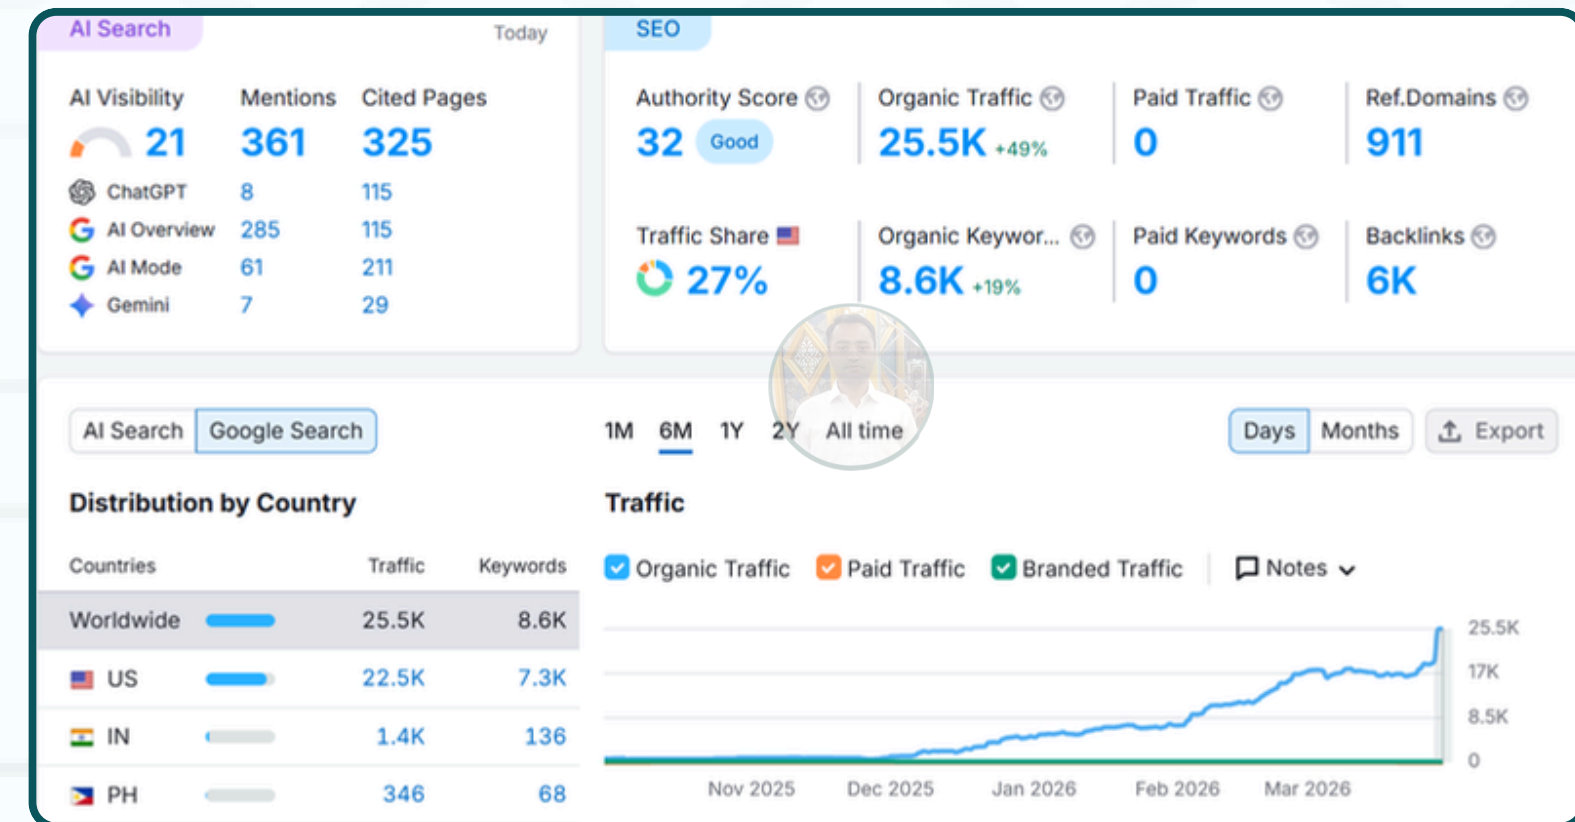 AI Search
Today
AI Visibility Mentions Cited Pages
21 361 325
ChatGPT 8 115
AI Overview 285 115
AI Mode 61 211
Gemini 7 29
SEO
Authority Score Organic Traffic Paid Traffic Ref.Domains
32 Good 25.5K +49% 0 911
Traffic Share Organic Keywor... Paid Keywords Backlinks
27% 8.6K +19% 0 6K
AI Search Google Search
1M 6M 1Y 2Y All time
Days Months Export
Distribution by Country
Countries Traffic Keywords
Worldwide 25.5K 8.6K
US 22.5K 7.3K
IN 1.4K 136
PH 346 68
Traffic
Organic Traffic Paid Traffic Branded Traffic Notes
25.5K
17K
8.5K
0
Nov 2025 Dec 2025 Jan 2026 Feb 2026 Mar 2026